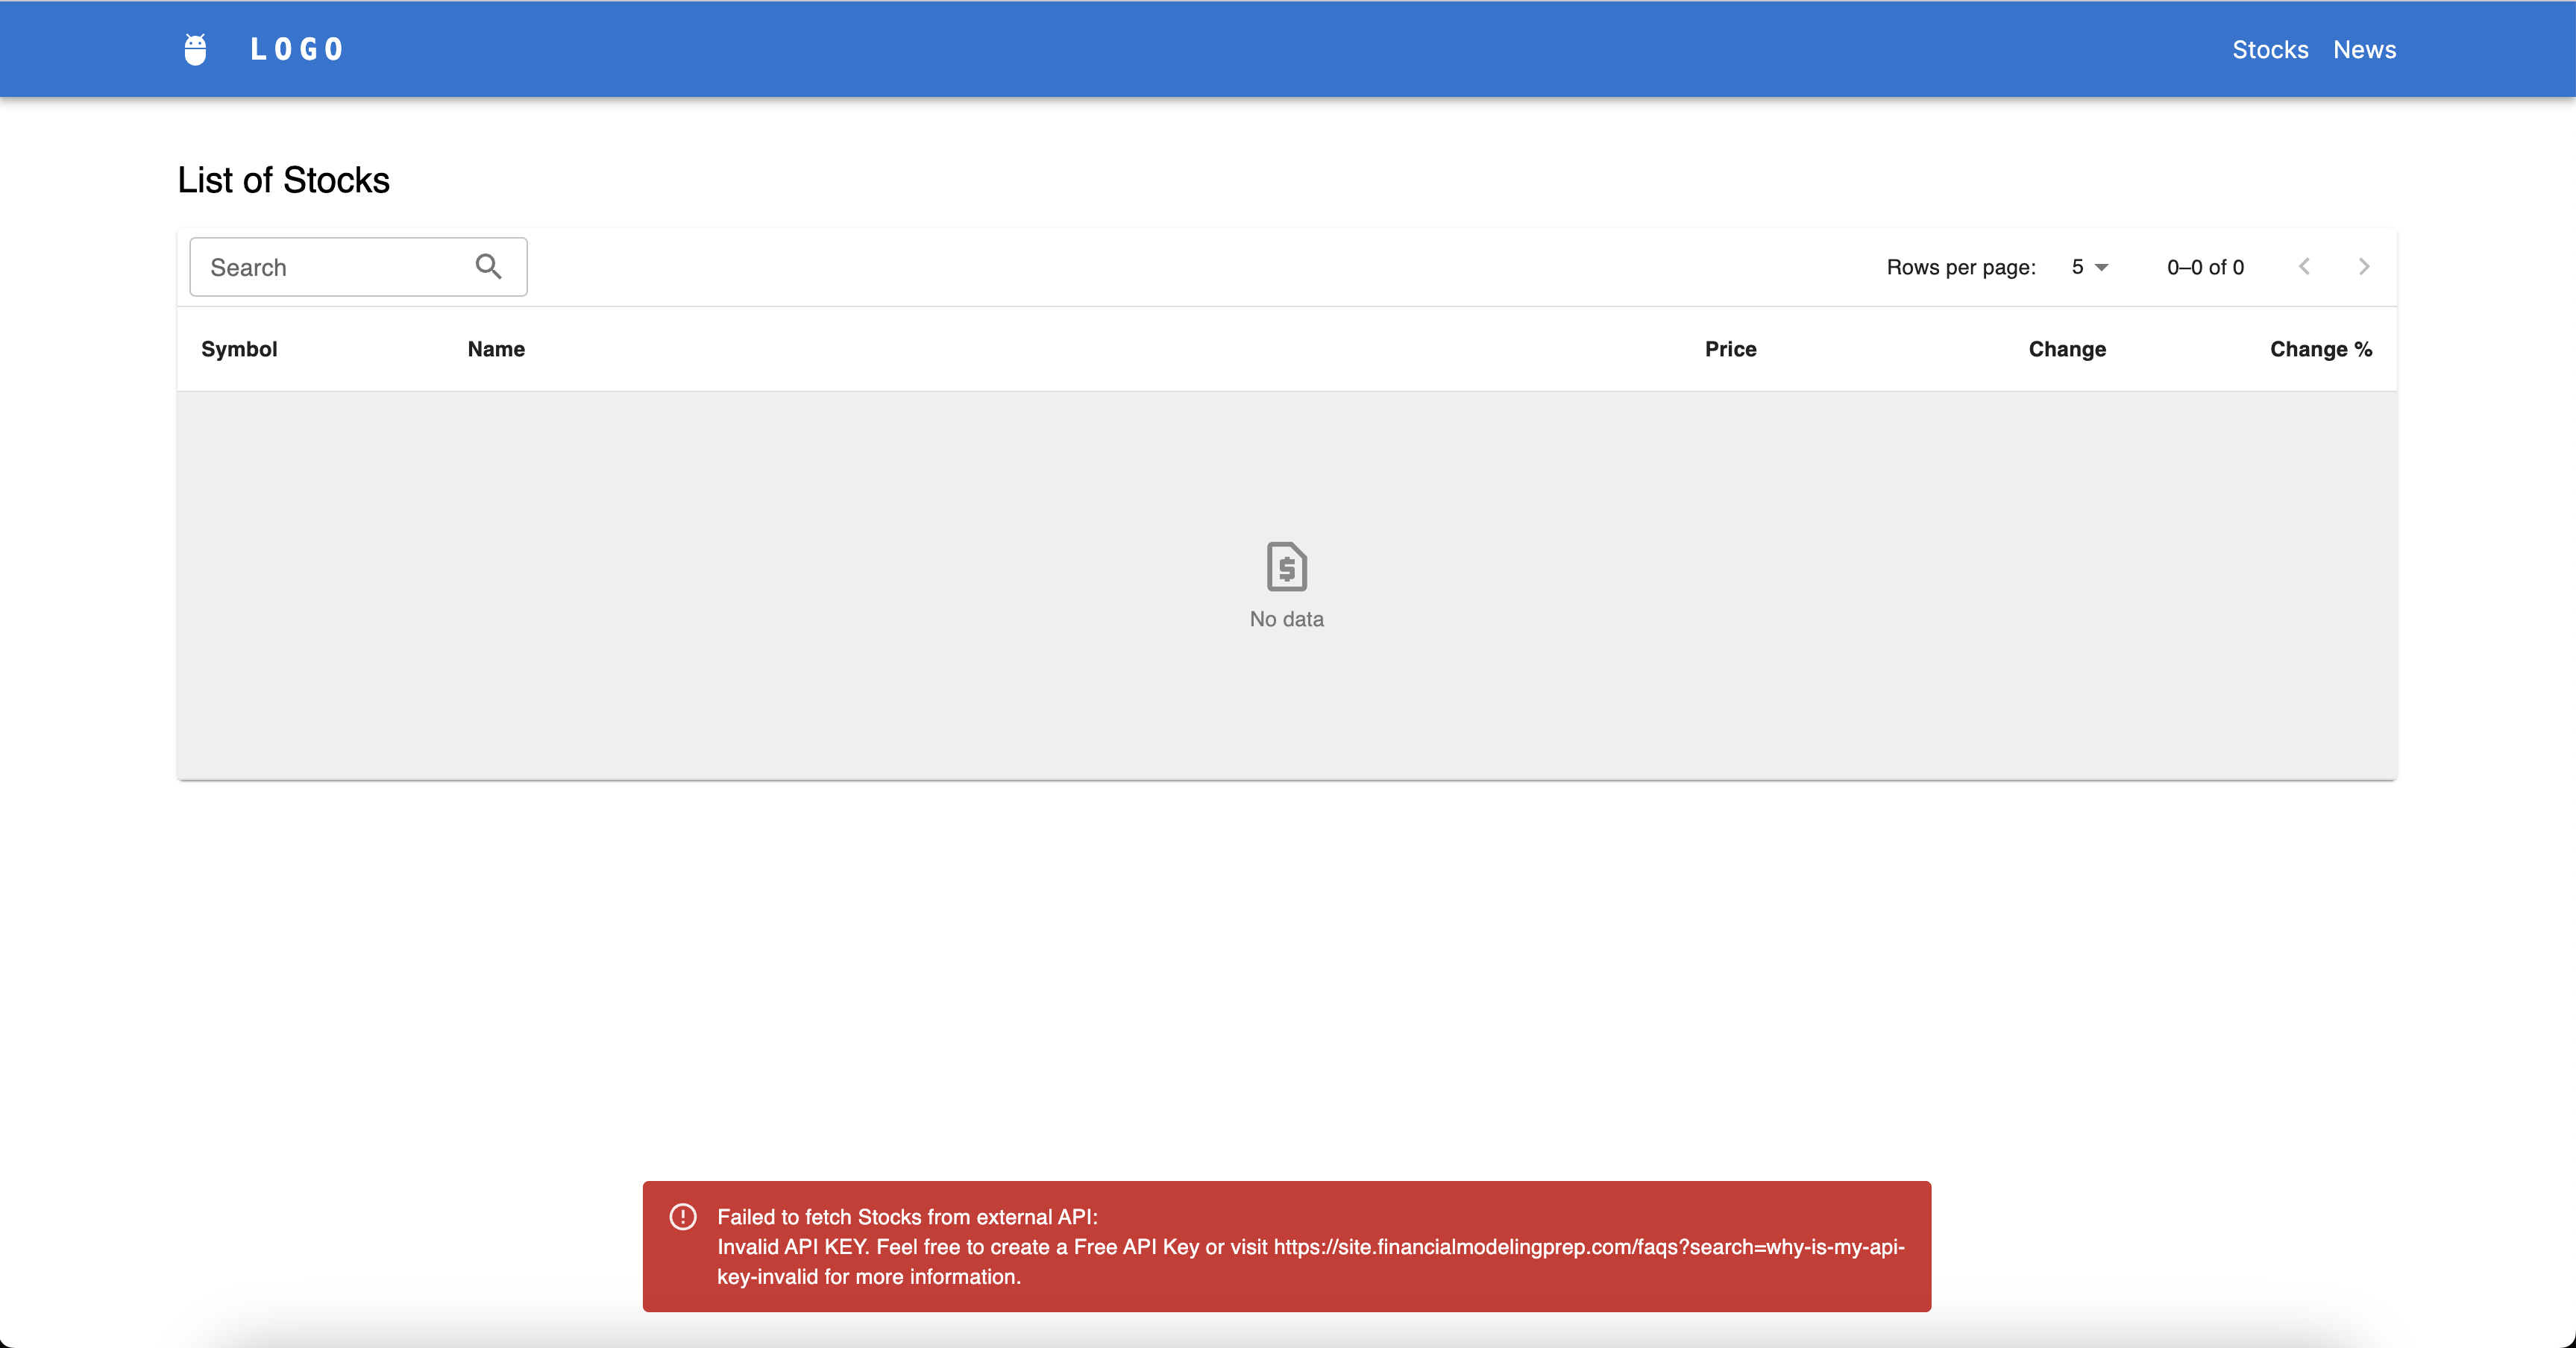 LOGO
Stocks News
List of Stocks
Search
Rows per page: 5 0–0 of 0
Symbol Name Price Change Change %
$
No data
Failed to fetch Stocks from external API:
Invalid API KEY. Feel free to create a Free API Key or visit https://site.financialmodelingprep.com/faqs?search=why-is-my-api-
key-invalid for more information.